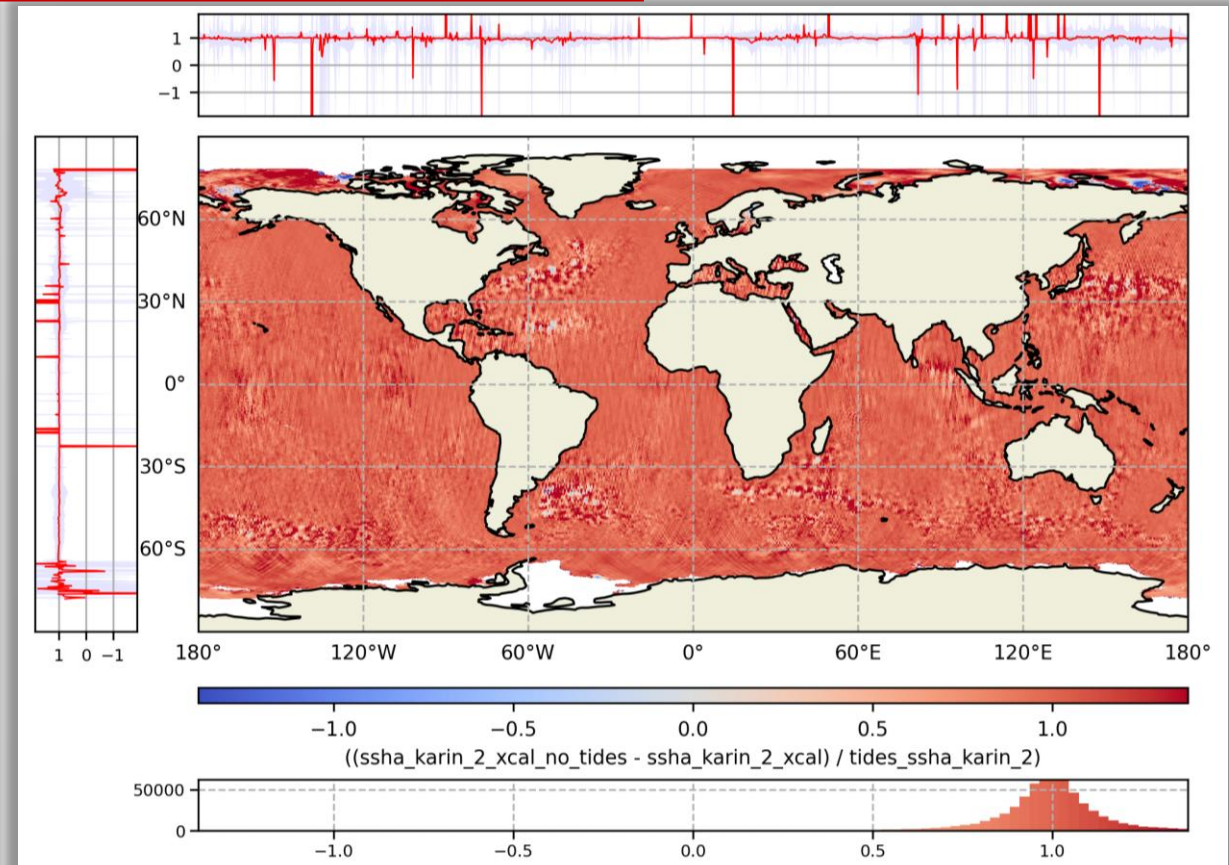 1
0
−1
60°N
30°N
0°
30°S
60°S
1 0 −1
180° 120°W 60°W 0° 60°E 120°E 180°
−1.0 −0.5 0.0 0.5 1.0
((ssha_karin_2_xcal_no_tides - ssha_karin_2_xcal) / tides_ssha_karin_2)
50000
0
−1.0 −0.5 0.0 0.5 1.0